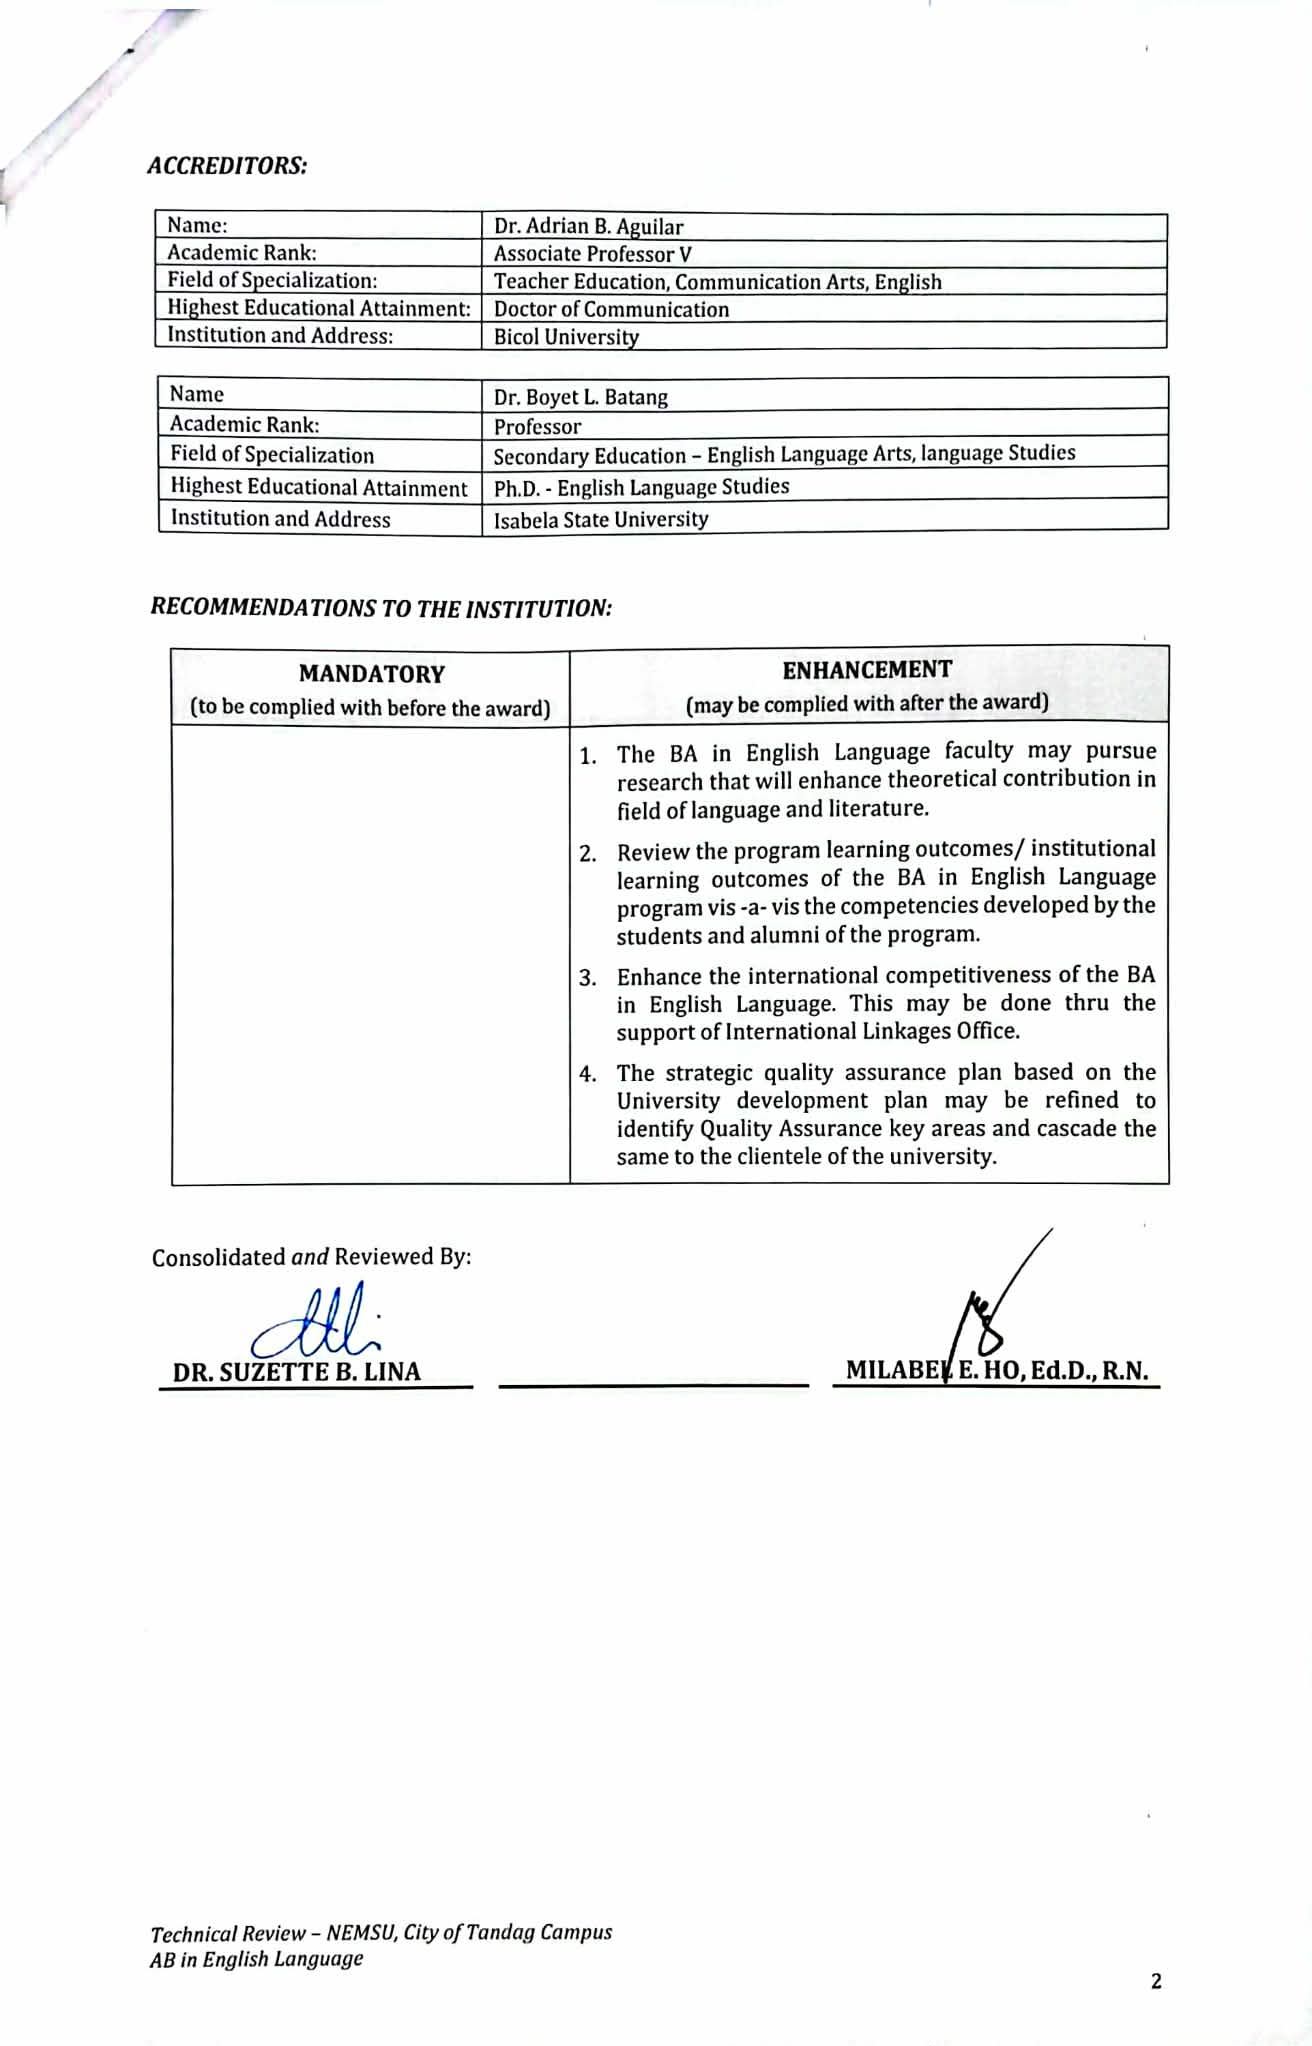 ACCREDITORS:
Name: Dr. Adrian B. Aguilar
Academic Rank: Associate Professor V
Field of Specialization: Teacher Education, Communication Arts, English
Highest Educational Attainment: Doctor of Communication
Institution and Address: Bicol University
Name Dr. Boyet L. Batang
Academic Rank: Professor
Field of Specialization Secondary Education – English Language Arts, language Studies
Highest Educational Attainment Ph.D. - English Language Studies
Institution and Address Isabela State University
RECOMMENDATIONS TO THE INSTITUTION:
MANDATORY
(to be complied with before the award)
ENHANCEMENT
(may be complied with after the award)
1. The BA in English Language faculty may pursue
research that will enhance theoretical contribution in
field of language and literature.
2. Review the program learning outcomes/ institutional
learning outcomes of the BA in English Language
program vis -a- vis the competencies developed by the
students and alumni of the program.
3. Enhance the international competitiveness of the BA
in English Language. This may be done thru the
support of International Linkages Office.
4. The strategic quality assurance plan based on the
University development plan may be refined to
identify Quality Assurance key areas and cascade the
same to the clientele of the university.
Consolidated and Reviewed By:
DR. SUZETTE B. LINA
MILABEL E. HO, Ed.D., R.N.
Technical Review – NEMSU, City of Tandag Campus
AB in English Language
2